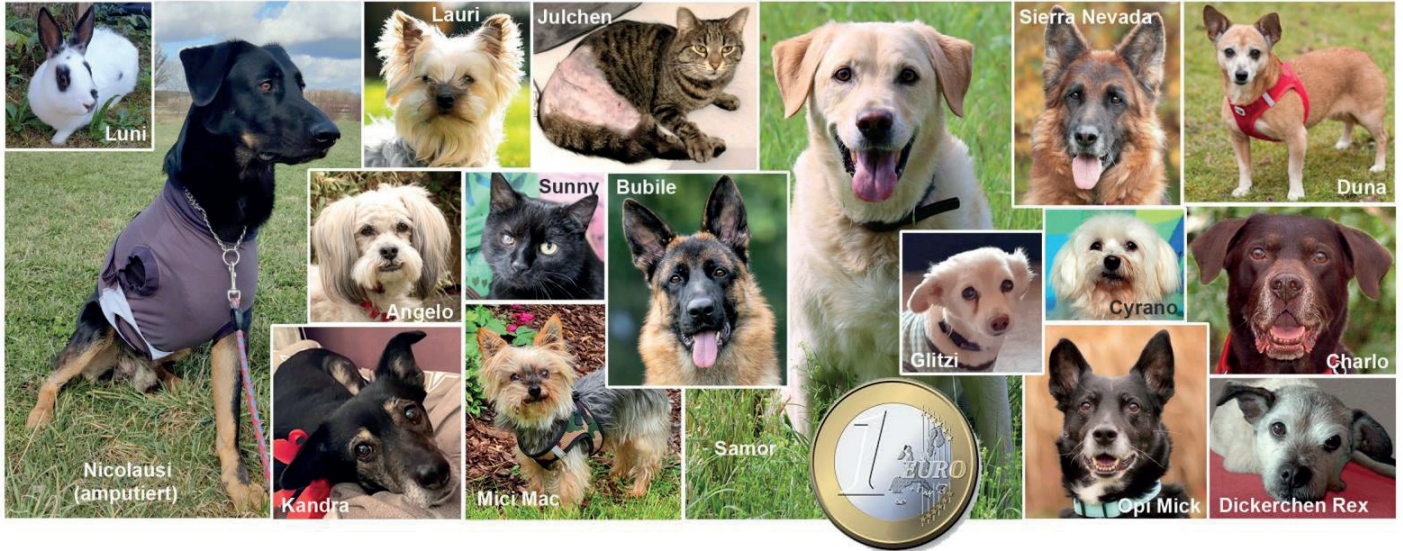 Luni
Nicolausi
(amputiert)
Lauri
Julchen
Angelo
Sunny
Bubile
Kandra
Mici Mac
Samor
1
EURO
Sierra Nevada
Duna
Glitzi
Cyrano
Charlo
Opi Mick
Dickerchen Rex